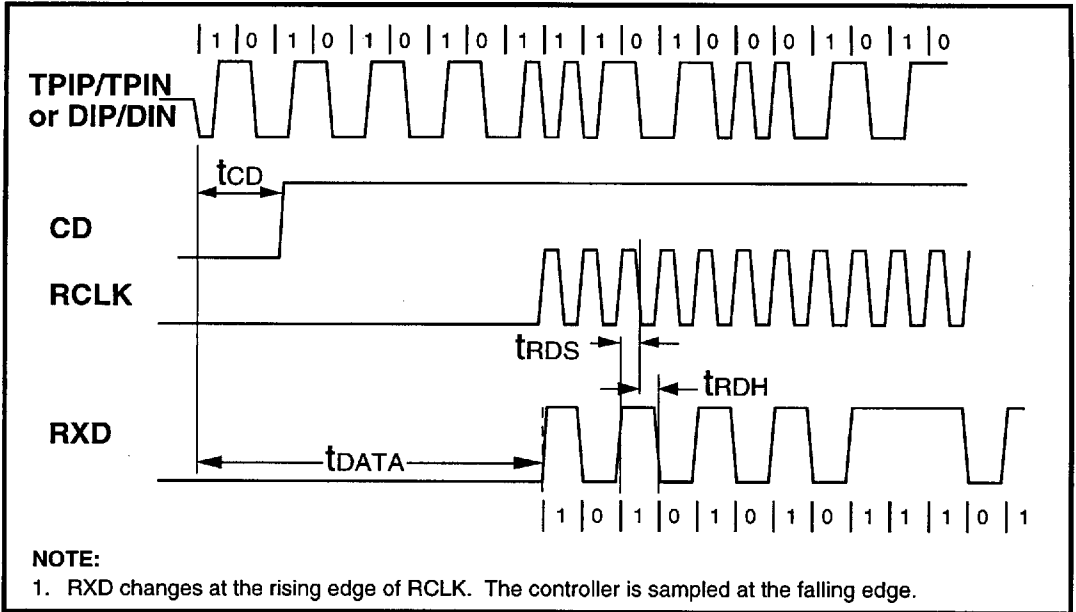 |1|0|1|0|1|0|1|0|1|1|1|0|1|0|0|0|1|0|1|0
TPIP/TPIN
or DIP/DIN
tCD
CD
RCLK
tRDS
tRDH
RXD
tDATA
|1|0|1|0|1|0|1|0|1|1|1|0|1
NOTE:
1. RXD changes at the rising edge of RCLK. The controller is sampled at the falling edge.